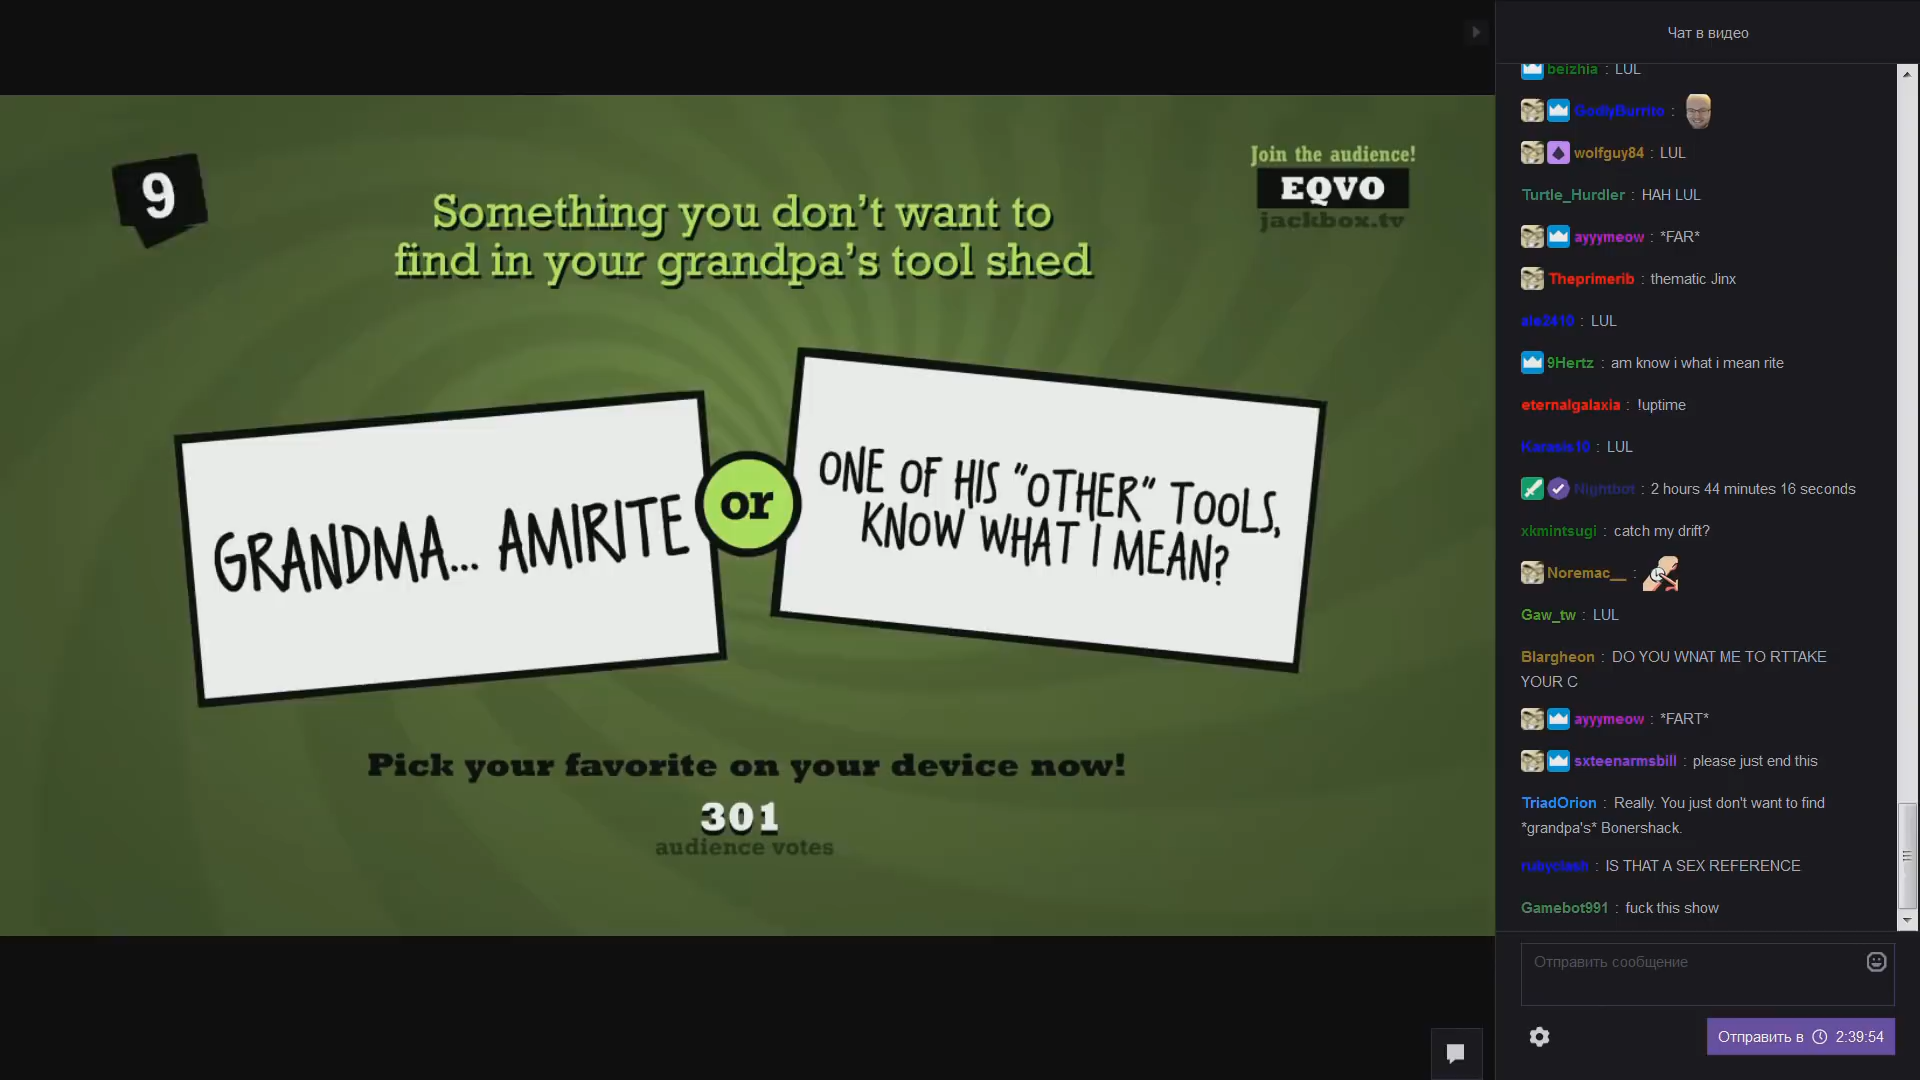 9
Something you don't want to
find in your grandpa's tool shed
Join the audience!
EQVO
jackbox.tv
GRANDMA... AMIRITE
or
ONE OF HIS "OTHER" TOOLS,
KNOW WHAT I MEAN?
Pick your favorite on your device now!
301
audience votes
Чат в видео
beizhia : LUL
GodlyBurrito :
wolfguy84 : LUL
Turtle_Hurdler : HAH LUL
ayyymeow : *FAR*
Theprimerib : thematic Jinx
ale2410 : LUL
9Hertz : am know i what i mean rite
eternalgalaxia : !uptime
Karasis10 : LUL
Nightbot : 2 hours 44 minutes 16 seconds
xkmintsugi : catch my drift?
Noremac__ :
Gaw_tw : LUL
Blargheon : DO YOU WNAT ME TO RTTAKE
YOUR C
ayyymeow : *FART*
sxteenarmsbill : please just end this
TriadOrion : Really. You just don't want to find
*grandpa's* Bonershack.
rubyclash : IS THAT A SEX REFERENCE
Gamebot991 : fuck this show
Отправить сообщение
Отправить в 2:39:54